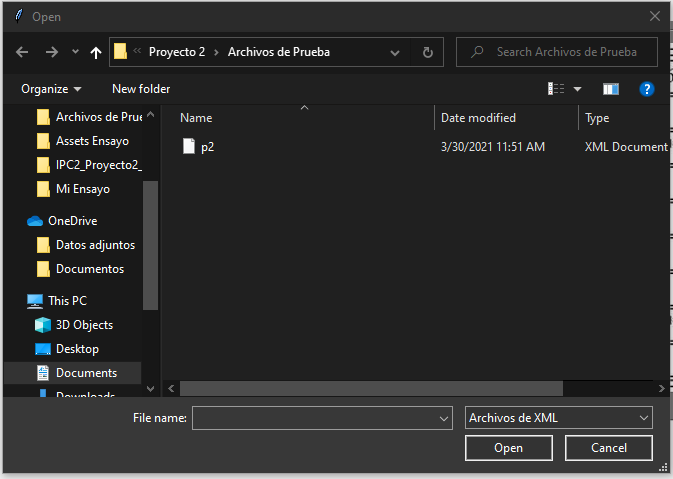 Open
Proyecto 2 Archivos de Prueba
Search Archivos de Prueba
Organize New folder
Archivos de Prue
Assets Ensayo
IPC2_Proyecto2_
Mi Ensayo
OneDrive
Datos adjuntos
Documentos
This PC
3D Objects
Desktop
Documents
Downloads
Name Date modified Type
p2 3/30/2021 11:51 AM XML Document
File name:
Archivos de XML
Open Cancel